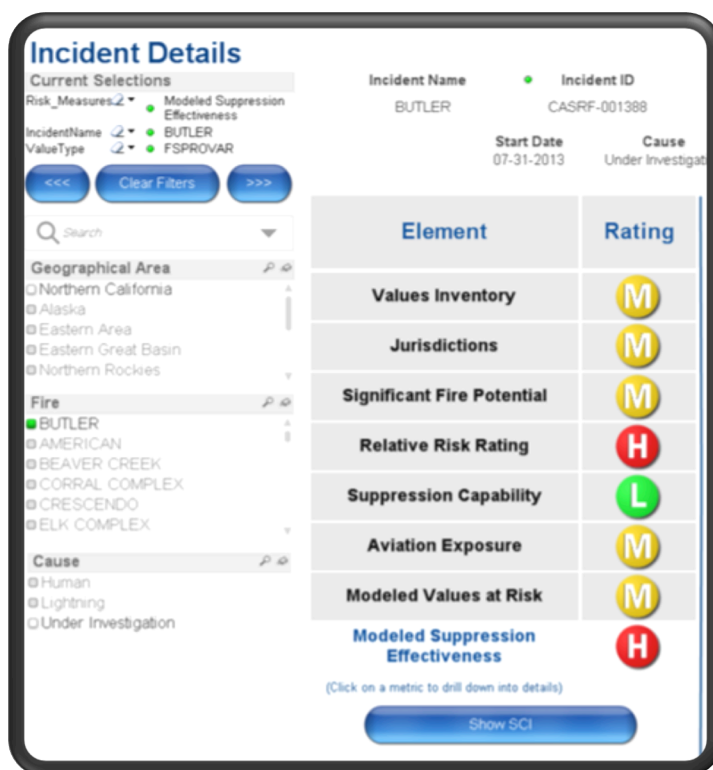 Incident Details
Current Selections
Risk_Measures Modeled Suppression
Effectiveness
IncidentName BUTLER
ValueType FSPROVAR
<<< Clear Filters >>>
Search
Geographical Area
Northern California
Alaska
Eastern Area
Eastern Great Basin
Northern Rockies
Fire
BUTLER
AMERICAN
BEAVER CREEK
CORRAL COMPLEX
CRESCENDO
ELK COMPLEX
Cause
Human
Lightning
Under Investigation
Incident Name Incident ID
BUTLER CASRF-001388
Start Date Cause
07-31-2013 Under Investigat
Element Rating
Values Inventory M
Jurisdictions M
Significant Fire Potential M
Relative Risk Rating H
Suppression Capability L
Aviation Exposure M
Modeled Values at Risk M
Modeled Suppression
Effectiveness H
(Click on a metric to drill down into details)
Show SCI